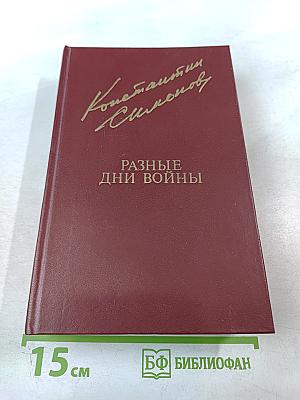 Константин
Симонов
РАЗНЫЕ
ДНИ ВОЙНЫ
15 см
БФ БИБЛИОФАН